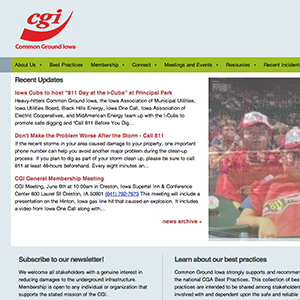 cgi
Common Ground Iowa
About Us Best Practices Membership Connect Meetings and Events Resources Recent Incidents
Recent Updates
Iowa Cubs to host "811 Day at the I-Cubs" at Principal Park
Heavy-hitters Common Ground Iowa, the Iowa Association of Municipal Utilities,
Iowa Utilities Board, Black Hills Energy, Iowa One Call, Iowa Association of
Electric Cooperatives, and MidAmerican Energy team up with the I-Cubs to
promote safe digging and "Call 811 Before You Dig...
Don't Make the Problem Worse After the Storm - Call 811
If the recent storms in your area caused damage to your property, one important
phone number can help you avoid another major problem during the clean-up
process. If you plan to dig as part of your storm clean up, please be sure to call
811 at least 48-hours beforehand. Every eight minutes an...
CGI General Membership Meeting
CGI Meeting, June 6th at 10:00am in Creston, Iowa Supertel Inn & Conference
Center 800 Laurel St Creston, IA 50801 (641) 782-7973 This meeting will include a
presentation on the Hinton, Iowa gas line hit that caused an explosion. It
includes a video from Iowa One Call along with...
news archive »
Subscribe to our newsletter!
We welcome all stakeholders with a genuine interest in
reducing damages to the underground infrastructure.
Membership is open to any individual or organization that
supports the stated mission of the CGI.
Learn about our best practices
Common Ground Iowa strongly supports and recommen
the national CGA Best Practices. This collection of best
practices are intended to be shared among stakeholders
involved with and dependent upon the safe and reliable